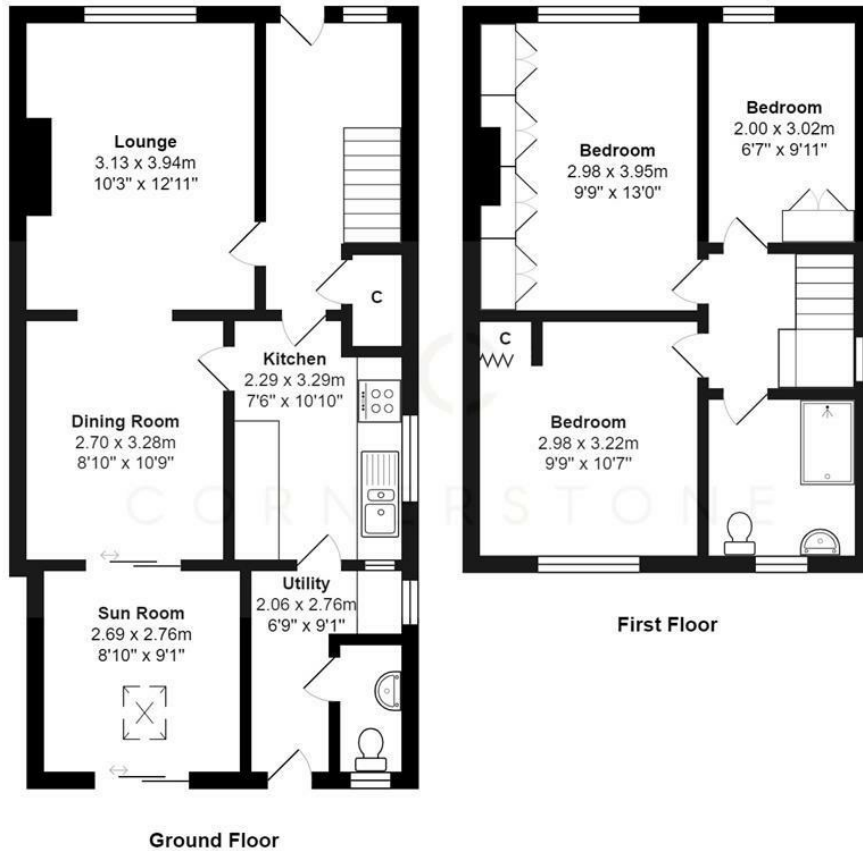 Lounge
3.13 x 3.94m
10'3" x 12'11"
C
Kitchen
2.29 x 3.29m
7'6" x 10'10"
Dining Room
2.70 x 3.28m
8'10" x 10'9"
Utility
2.06 x 2.76m
6'9" x 9'1"
Sun Room
2.69 x 2.76m
8'10" x 9'1"
Ground Floor
Bedroom
2.98 x 3.95m
9'9" x 13'0"
Bedroom
2.00 x 3.02m
6'7" x 9'11"
C
Bedroom
2.98 x 3.22m
9'9" x 10'7"
First Floor
CORNERSTONE